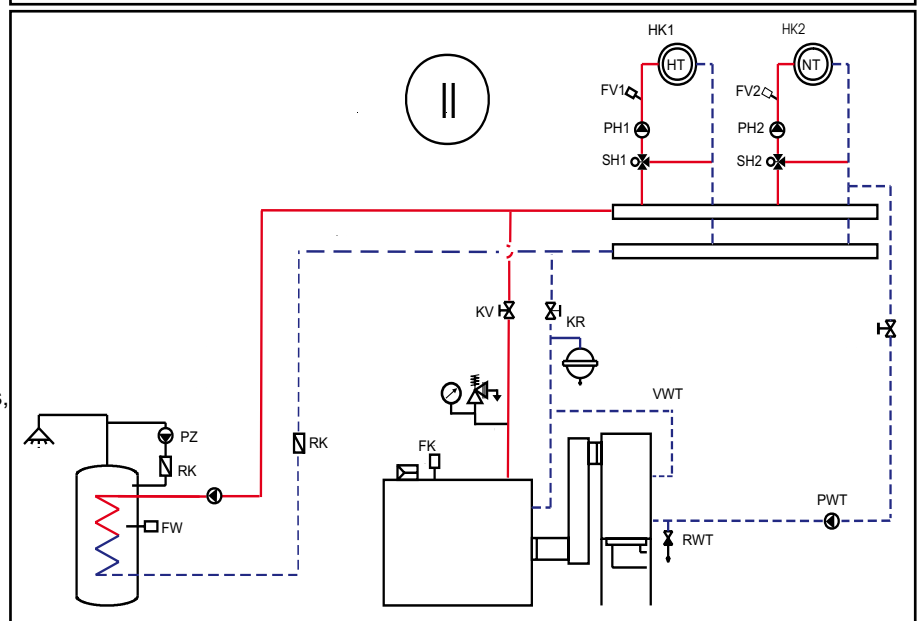 HK1 HK2
II
HT NT
FV1 FV2
PH1 PH2
SH1 SH2
KV KR
s,
VWT
PZ
RK FK
RK
FW
PWT
RWT